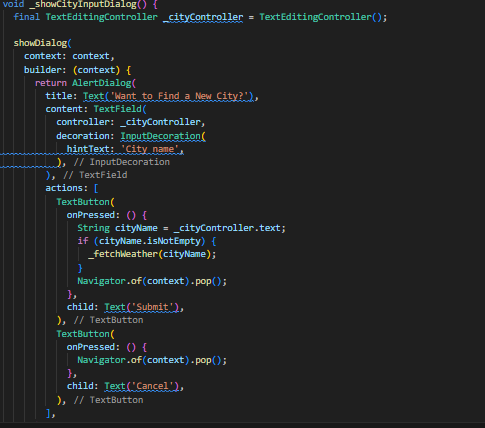 void _showCityInputDialog() {
  final TextEditingController _cityController = TextEditingController();

  showDialog(
    context: context,
    builder: (context) {
      return AlertDialog(
        title: Text('Want to Find a New City?'),
        content: TextField(
          controller: _cityController,
          decoration: InputDecoration(
            hintText: 'City name',
          ), // InputDecoration
        ), // TextField
        actions: [
          TextButton(
            onPressed: () {
              String cityName = _cityController.text;
              if (cityName.isNotEmpty) {
                _fetchWeather(cityName);
              }
              Navigator.of(context).pop();
            },
            child: Text('Submit'),
          ), // TextButton
          TextButton(
            onPressed: () {
              Navigator.of(context).pop();
            },
            child: Text('Cancel'),
          ), // TextButton
        ],